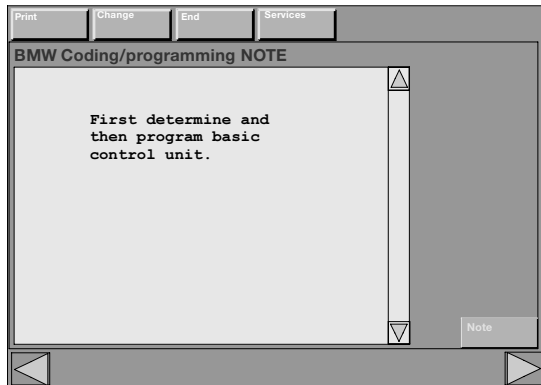 Print Change End Services
BMW Coding/programming NOTE
First determine and
then program basic
control unit.
Note